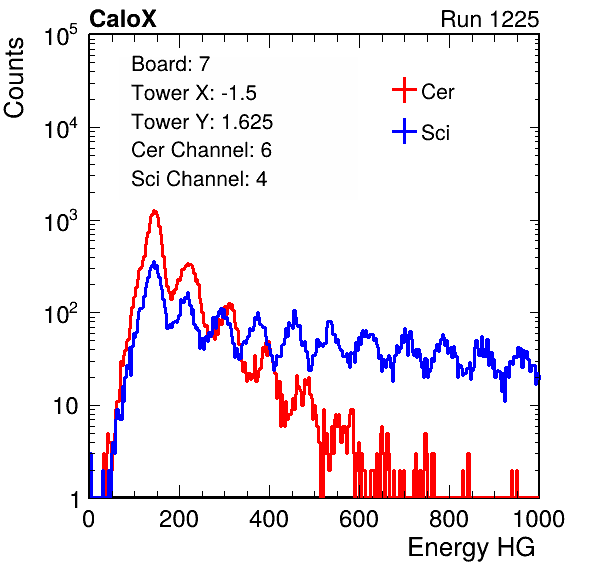 CaloX Run 1225
Counts
Board: 7
Tower X: -1.5
Tower Y: 1.625
Cer Channel: 6
Sci Channel: 4
Cer
Sci
10^5
10^4
10^3
10^2
10
1
0 200 400 600 800 1000
Energy HG